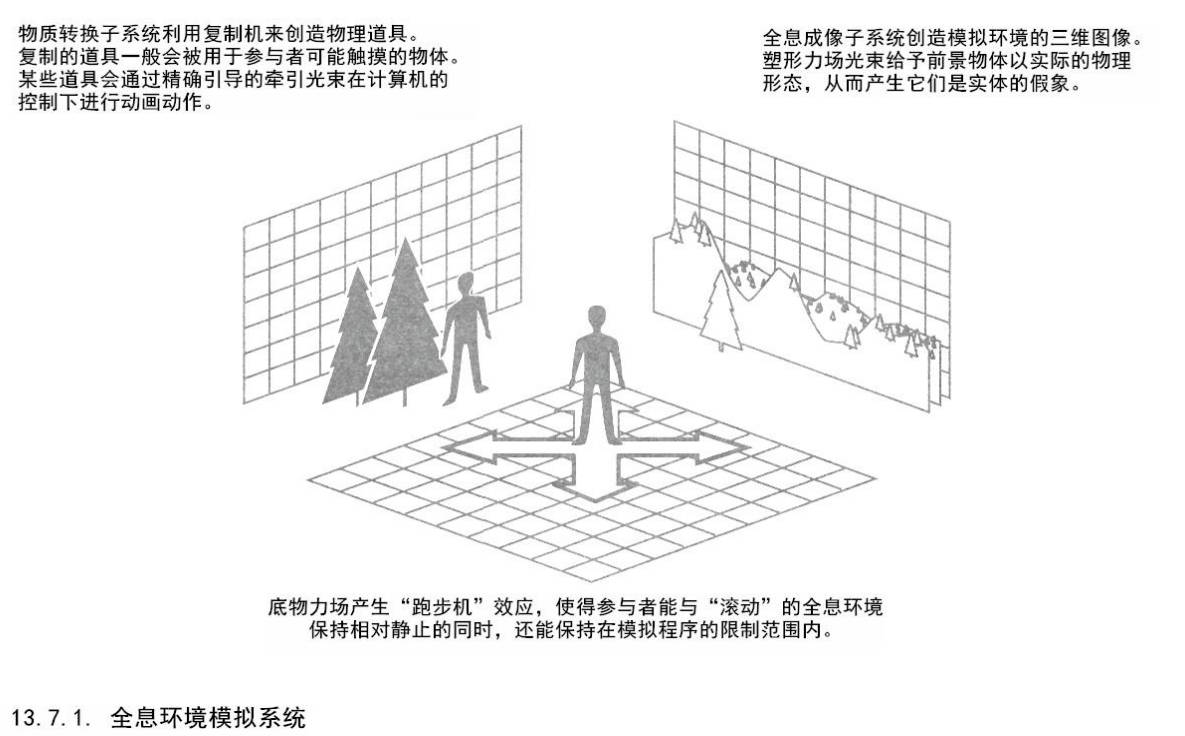 物质转换子系统利用复制机来创造物理道具。
复制的道具一般会被用于参与者可能触摸的物体。
某些道具会通过精确引导的牵引光束在计算机的
控制下进行动画动作。
全息成像子系统创造模拟环境的三维图像。
塑形力场光束给予前景物体以实际的物理
形态，从而产生它们是实体的假象。
底物力场产生“跑步机”效应，使得参与者能与“滚动”的全息环境
保持相对静止的同时，还能保持在模拟程序的限制范围内。
13.7.1. 全息环境模拟系统